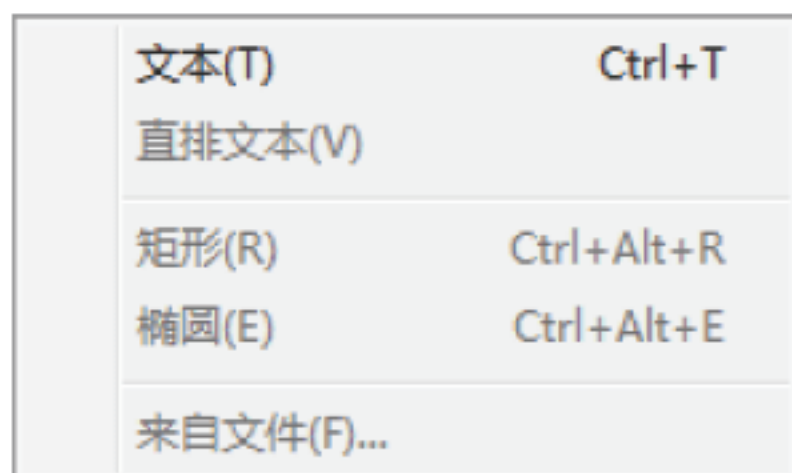 文本(T) Ctrl+T
直排文本(V)
矩形(R) Ctrl+Alt+R
椭圆(E) Ctrl+Alt+E
来自文件(F)...